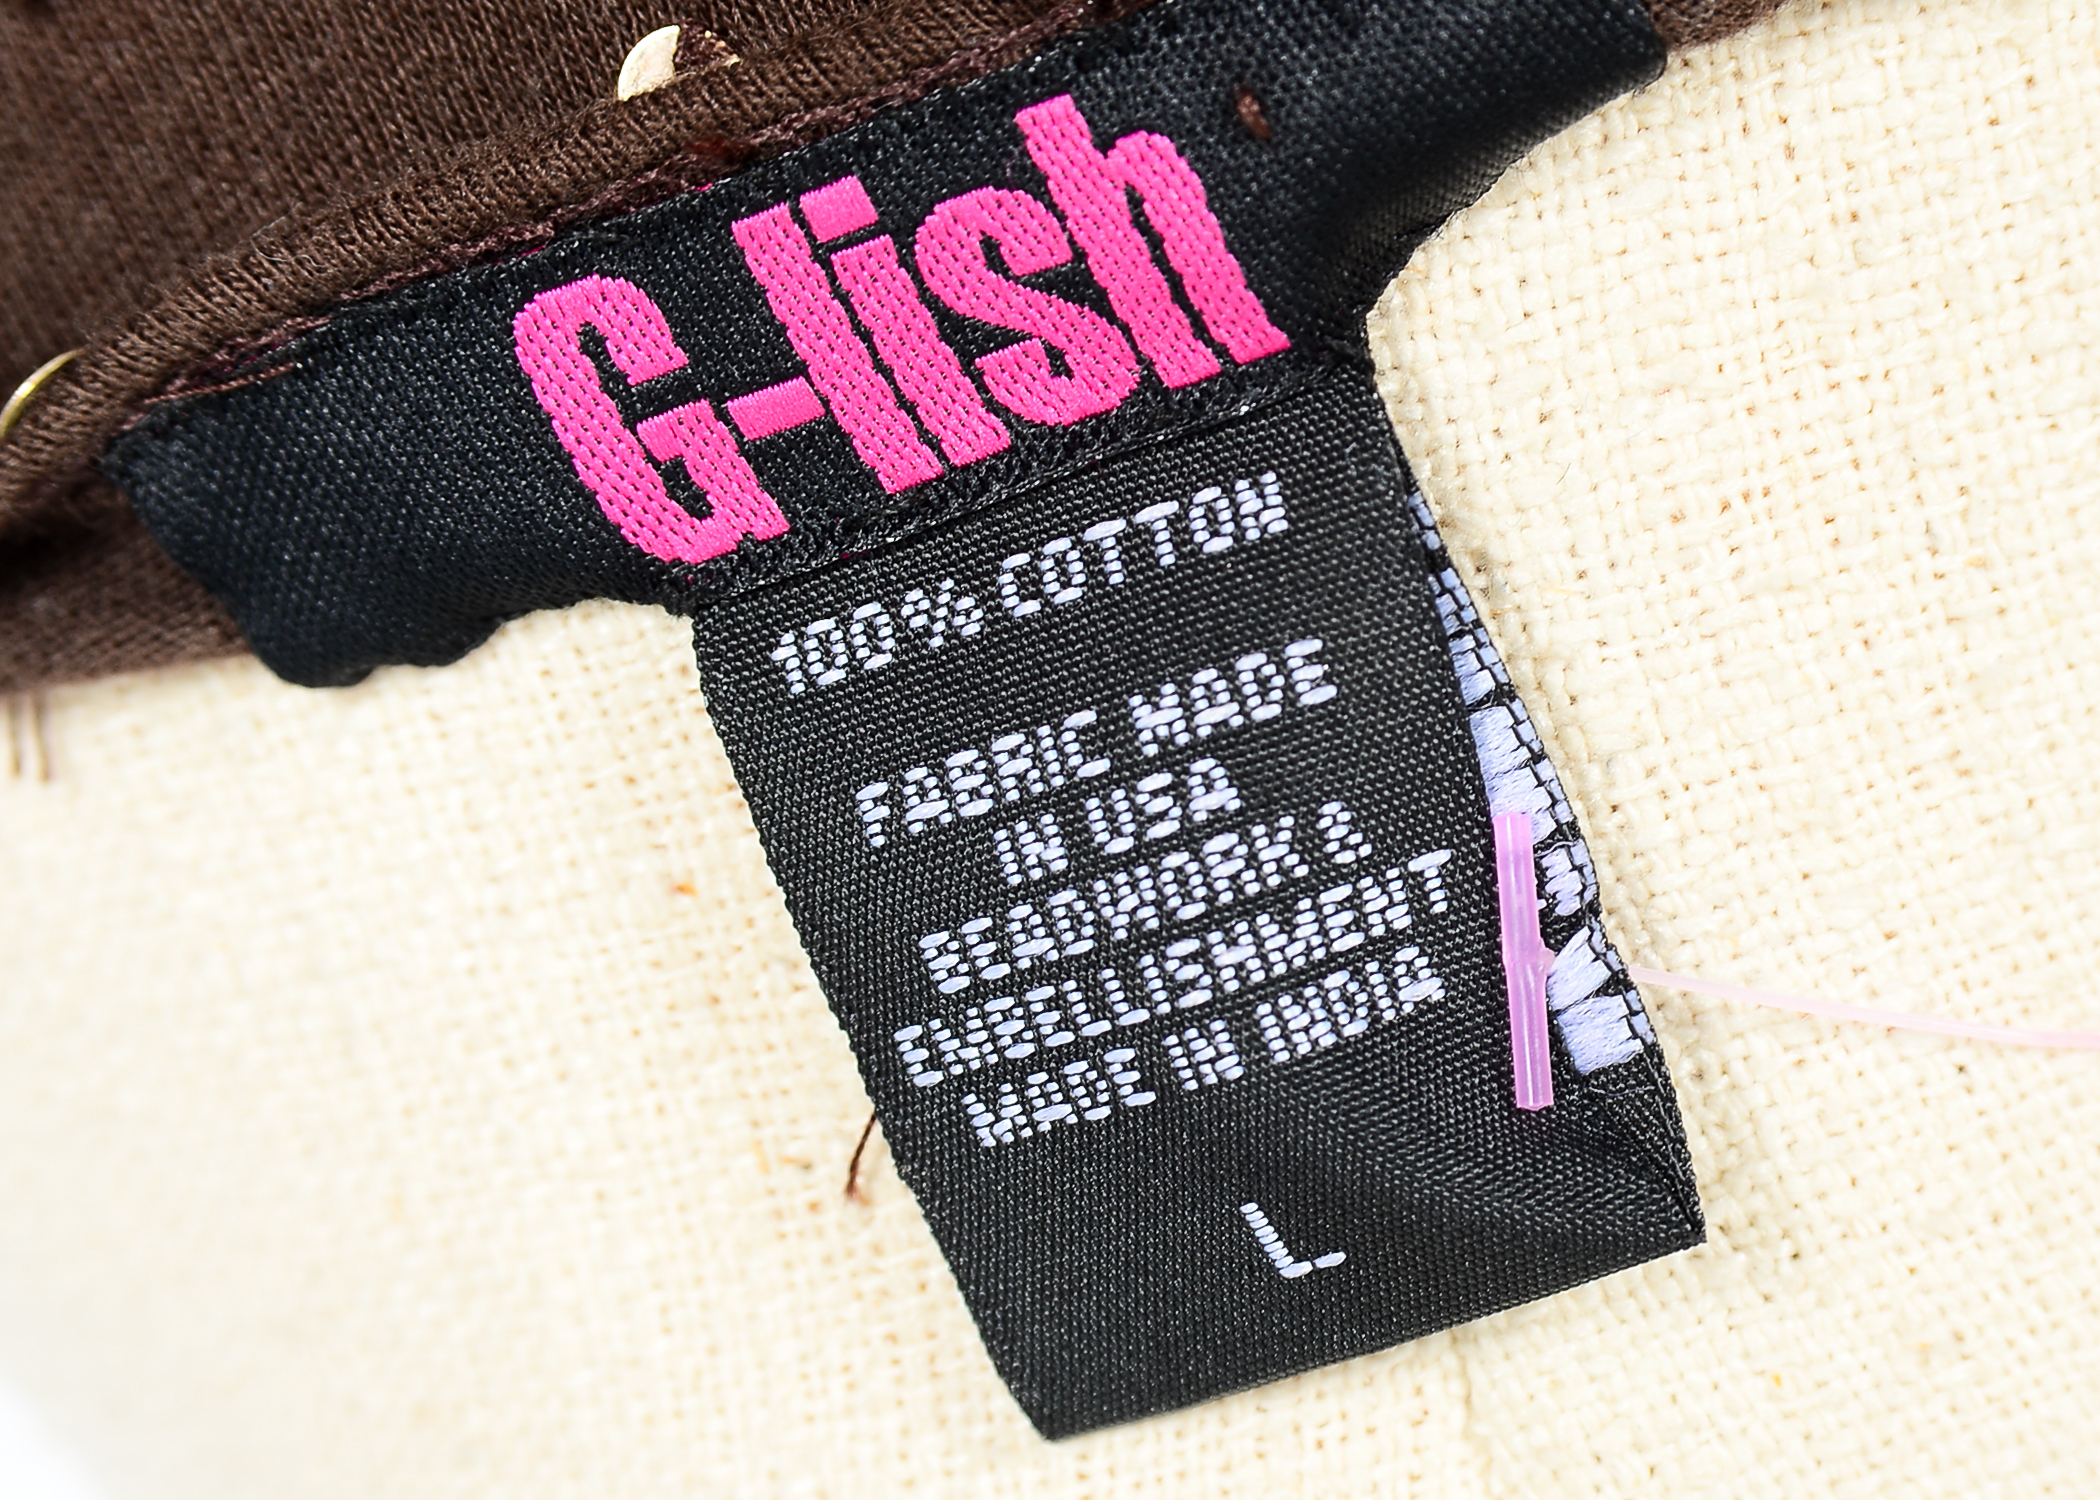 G-lish
100% COTTON
FABRIC MADE
IN USA
BEADWORK &
EMBELLISHMENT
MADE IN INDIA
L